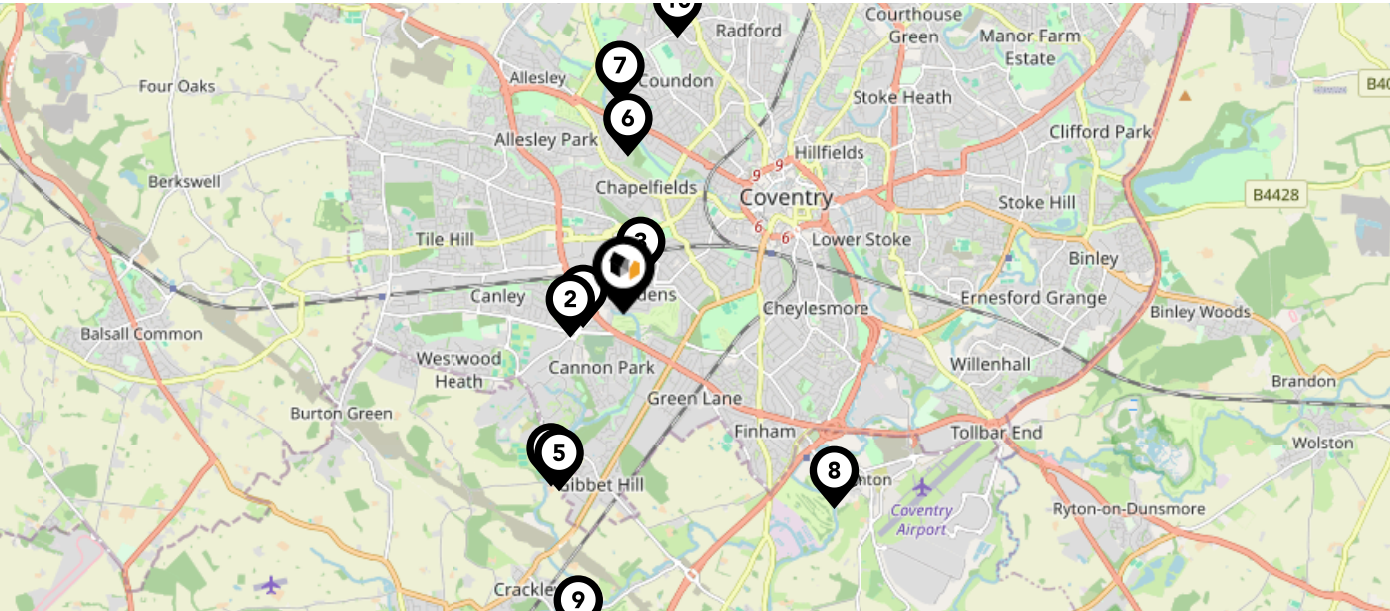 10
Courthouse
Green
Radford
Manor Farm
Estate
7
Allesley
Coundon
Four Oaks
Stoke Heath
6
Clifford Park
Allesley Park
Hillfields
9
9
Berkswell
Chapelfields
Coventry
B4428
Stoke Hill
6
6
Tile Hill
3
Lower Stoke
Binley
2
Canley
Cheylesmore
Ernesford Grange
Binley Woods
Balsall Common
Westwood
Heath
Cannon Park
Willenhall
Brandon
Green Lane
Burton Green
Finham
Tollbar End
Wolston
5
8
Gibbet Hill
Coventry
Airport
Ryton-on-Dunsmore
9